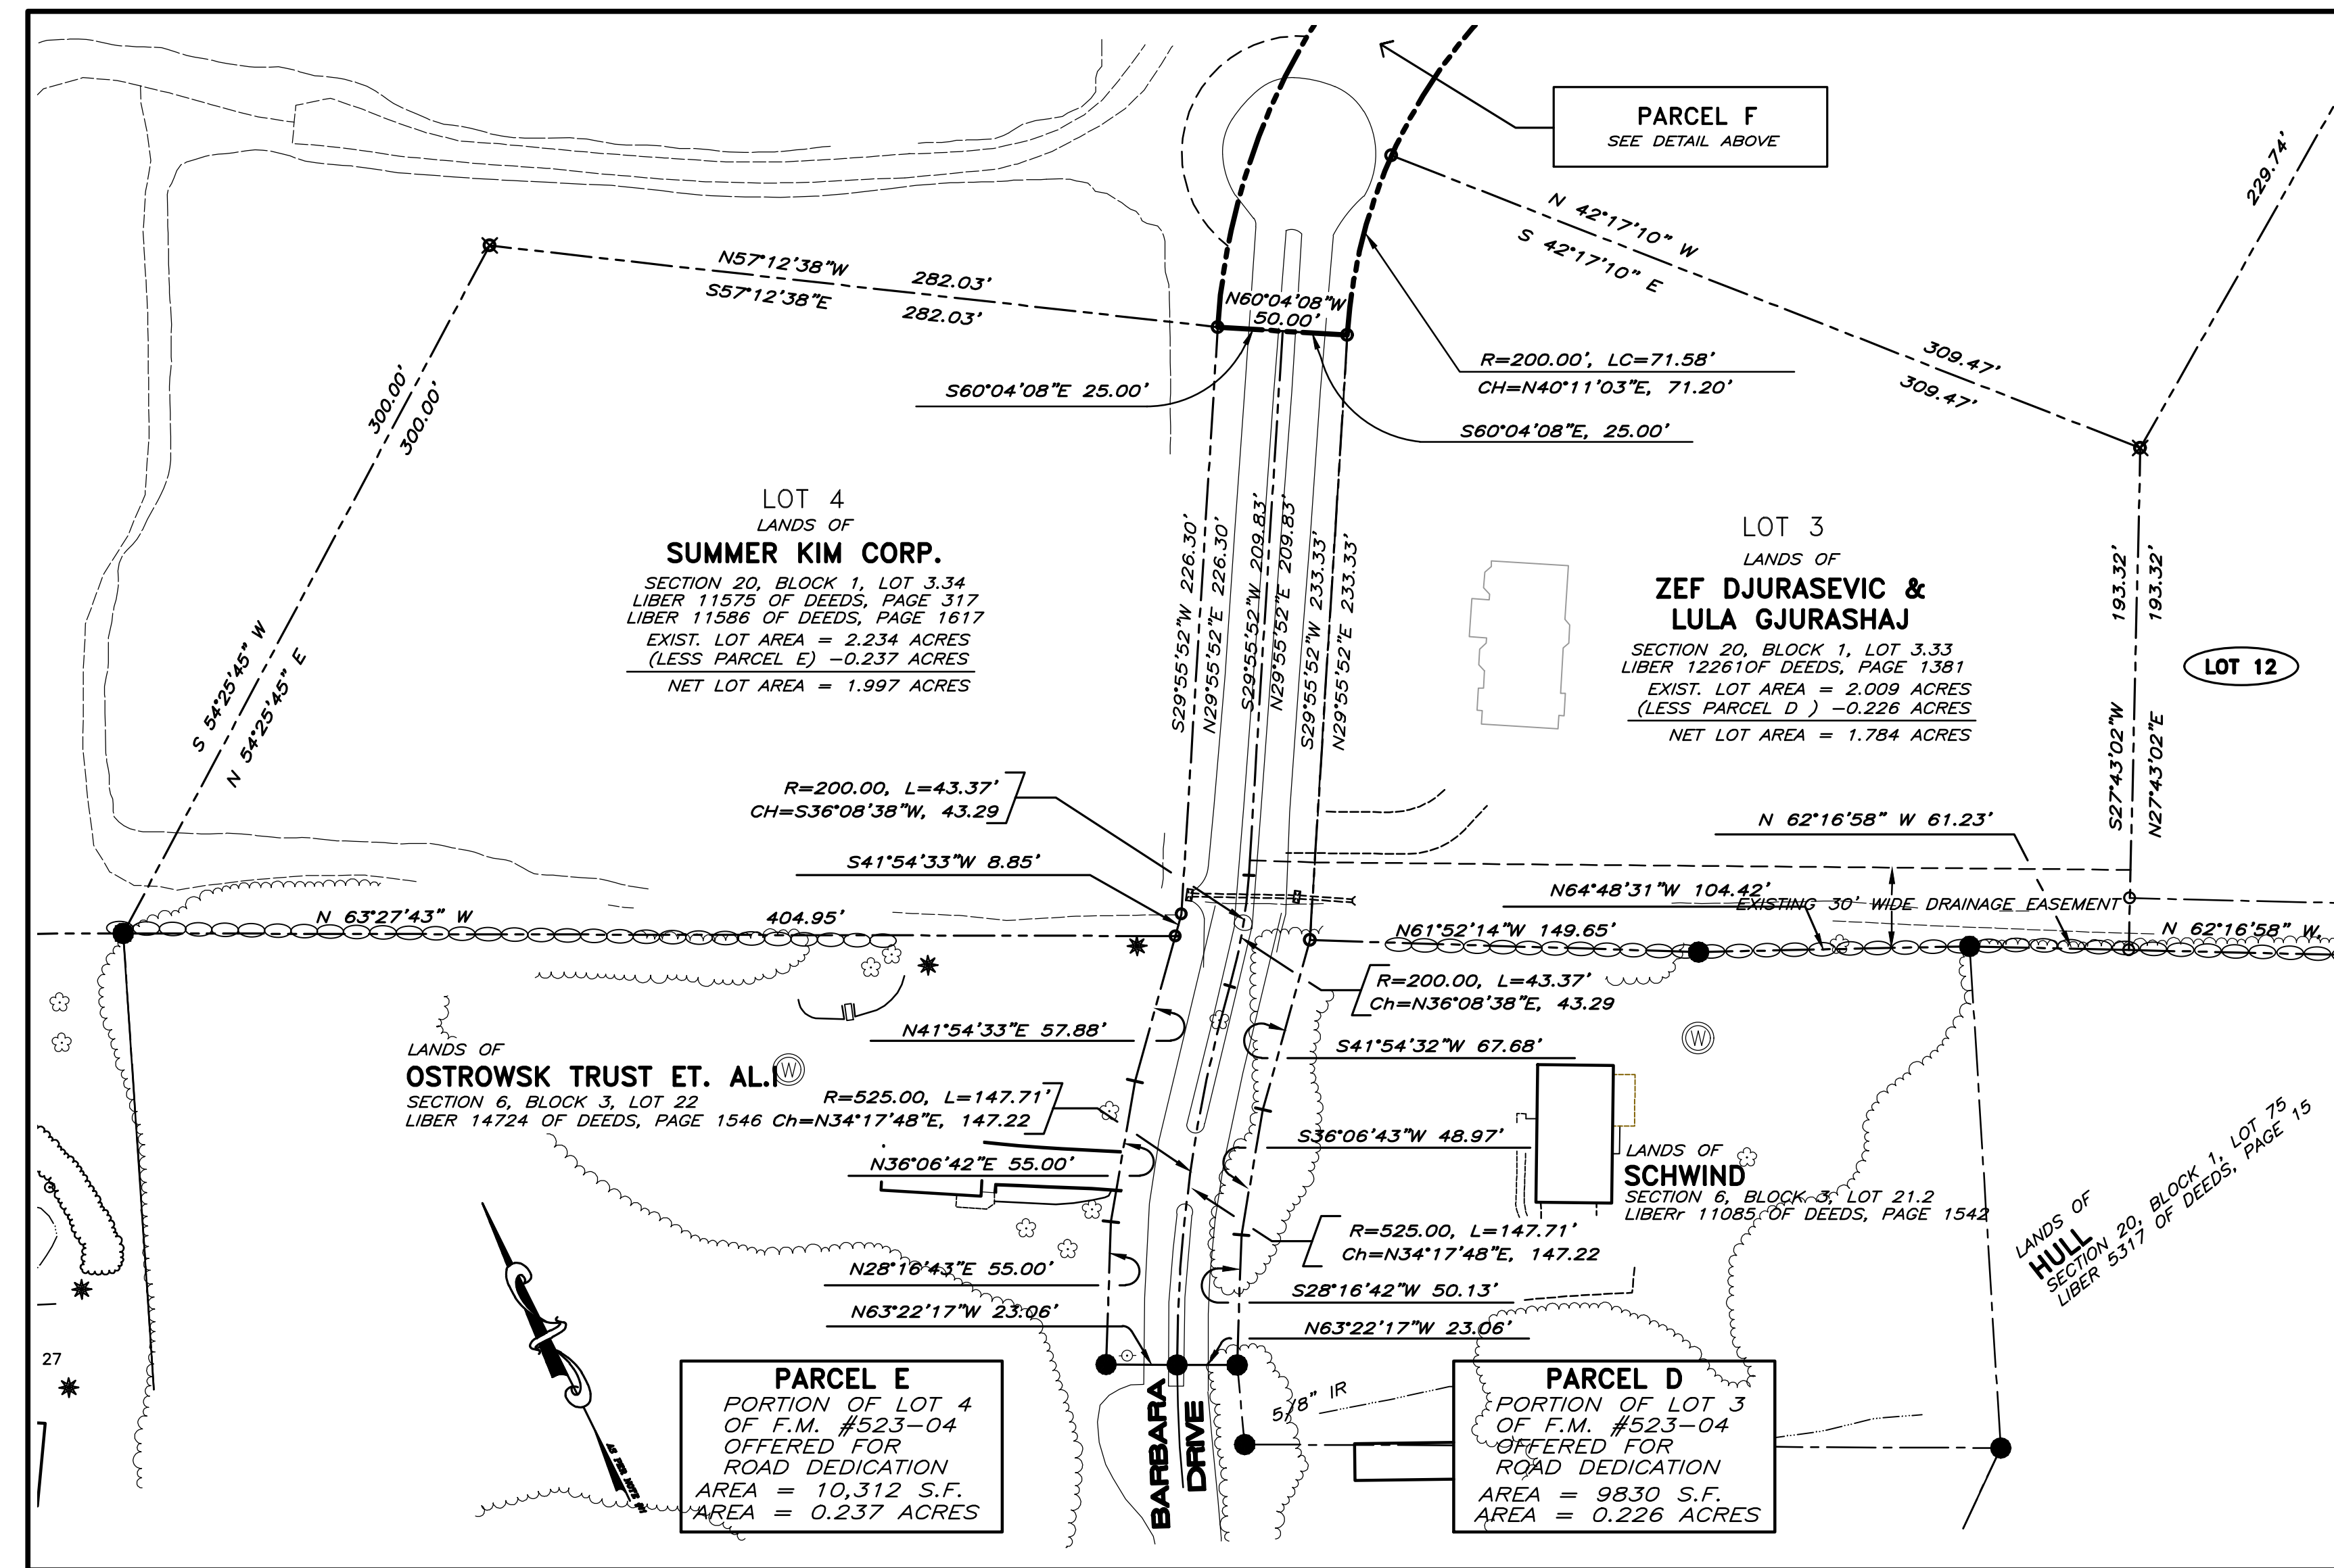 PARCEL F
SEE DETAIL ABOVE
229.74'
N 42°17'10" W
S 42°17'10" E
309.47'
309.47'
N57°12'38"W 282.03'
S57°12'38"E 282.03'
N60°04'08"W
50.00'
S60°04'08"E 25.00'
R=200.00', LC=71.58'
CH=N40°11'03"E, 71.20'
S60°04'08"E, 25.00'
300.00'
300.00'
S 54°25'45" W
N 54°25'45" E
LOT 4
LANDS OF
SUMMER KIM CORP.
SECTION 20, BLOCK 1, LOT 3.34
LIBER 11575 OF DEEDS, PAGE 317
LIBER 11586 OF DEEDS, PAGE 1617
EXIST. LOT AREA = 2.234 ACRES
(LESS PARCEL E) -0.237 ACRES
NET LOT AREA = 1.997 ACRES
S29°55'52"W 226.30'
N29°55'52"E 226.30'
S29°55'52"W 209.83'
N29°55'52"E 209.83'
S29°55'52"W 233.33'
N29°55'52"E 233.33'
LOT 3
LANDS OF
ZEF DJURASEVIC &
LULA GJURASHAJ
SECTION 20, BLOCK 1, LOT 3.33
LIBER 12261OF DEEDS, PAGE 1381
EXIST. LOT AREA = 2.009 ACRES
(LESS PARCEL D ) -0.226 ACRES
NET LOT AREA = 1.784 ACRES
193.32'
193.32'
S27°43'02"W
N27°43'02"E
LOT 12
R=200.00, L=43.37'
CH=S36°08'38"W, 43.29
S41°54'33"W 8.85'
N 62°16'58" W 61.23'
N64°48'31"W 104.42'
EXISTING 30' WIDE DRAINAGE EASEMENT
N 63°27'43" W 404.95'
N61°52'14"W 149.65'
N 62°16'58" W,
R=200.00, L=43.37'
Ch=N36°08'38"E, 43.29
N41°54'33"E 57.88'
S41°54'32"W 67.68'
LANDS OF
OSTROWSK TRUST ET. AL.I
SECTION 6, BLOCK 3, LOT 22
LIBER 14724 OF DEEDS, PAGE 1546
W
W
R=525.00, L=147.71'
Ch=N34°17'48"E, 147.22
S36°06'43"W 48.97'
N36°06'42"E 55.00'
LANDS OF
SCHWIND
SECTION 6, BLOCK 3, LOT 21.2
LIBERr 11085 OF DEEDS, PAGE 1542
LANDS OF
HULL
SECTION 20, BLOCK 1, LOT 75
LIBER 5317 OF DEEDS, PAGE 15
R=525.00, L=147.71'
Ch=N34°17'48"E, 147.22
N28°16'43"E 55.00'
S28°16'42"W 50.13'
N63°22'17"W 23.06'
N63°22'17"W 23.06'
27
5/8" IR
AS PER NOTE
BARBARA
DRIVE
PARCEL E
PORTION OF LOT 4
OF F.M. #523-04
OFFERED FOR
ROAD DEDICATION
AREA = 10,312 S.F.
AREA = 0.237 ACRES
PARCEL D
PORTION OF LOT 3
OF F.M. #523-04
OFFERED FOR
ROAD DEDICATION
AREA = 9830 S.F.
AREA = 0.226 ACRES